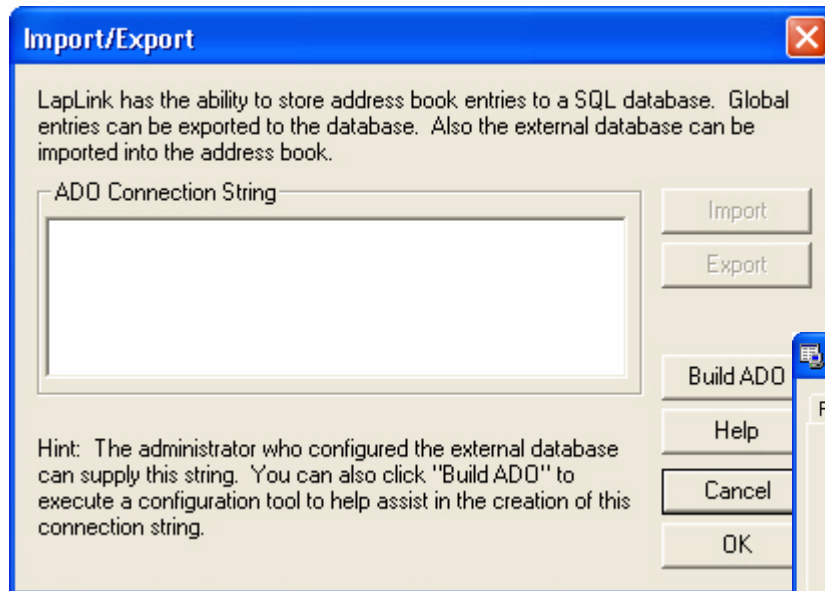 Import/Export
LapLink has the ability to store address book entries to a SQL database.  Global
entries can be exported to the database.  Also the external database can be
imported into the address book.
ADO Connection String
Import
Export
Build ADO
Help
Hint:  The administrator who configured the external database
can supply this string.  You can also click "Build ADO" to
execute a configuration tool to help assist in the creation of this
connection string.
Cancel
OK